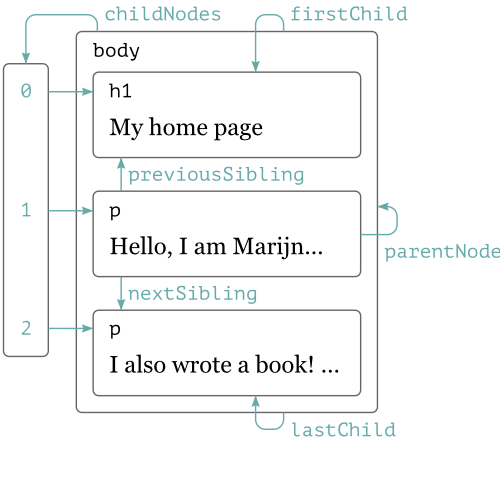 childNodes
firstChild
body
0
h1
My home page
previousSibling
1
p
Hello, I am Marijn...
parentNode
nextSibling
2
p
I also wrote a book! ...
lastChild